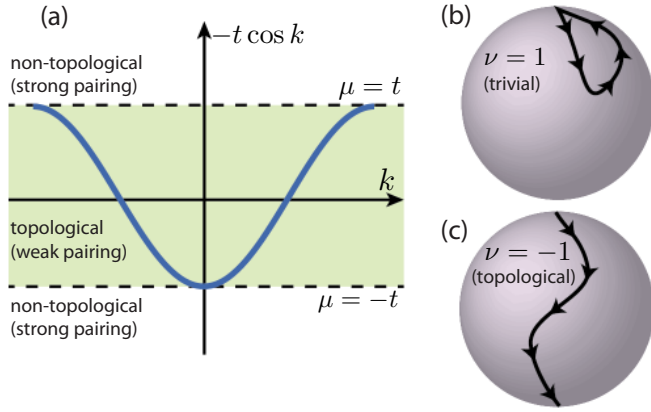 (a)
−t cos k
non-topological
(strong pairing)
μ = t
k
topological
(weak pairing)
non-topological
(strong pairing)
μ = −t
(b)
ν = 1
(trivial)
(c)
ν = −1
(topological)